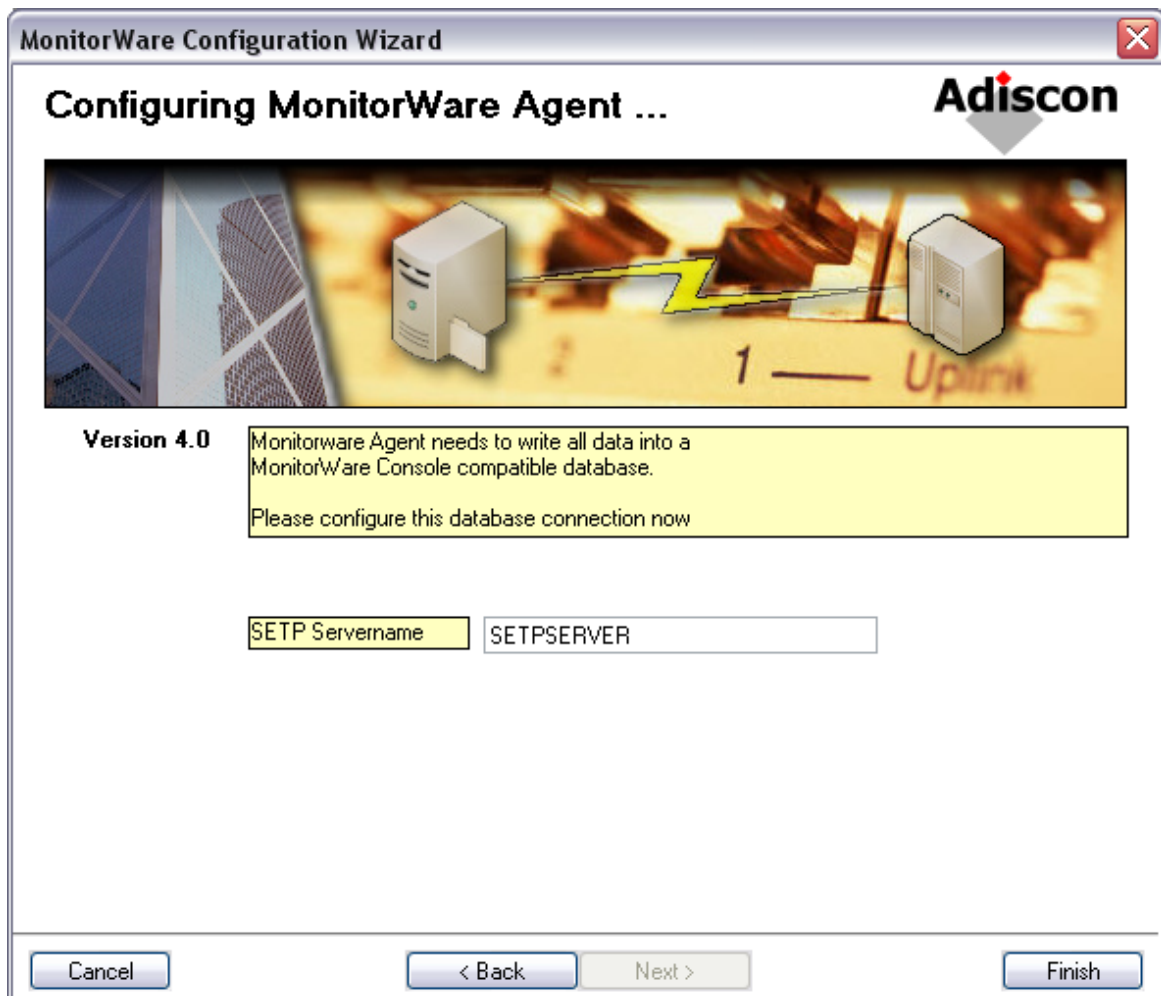 MonitorWare Configuration Wizard
Configuring MonitorWare Agent ...
Adiscon
2
1
Uplink
Version 4.0
Monitorware Agent needs to write all data into a
MonitorWare Console compatible database.
Please configure this database connection now
SETP Servername
SETPSERVER
Cancel
< Back
Next >
Finish